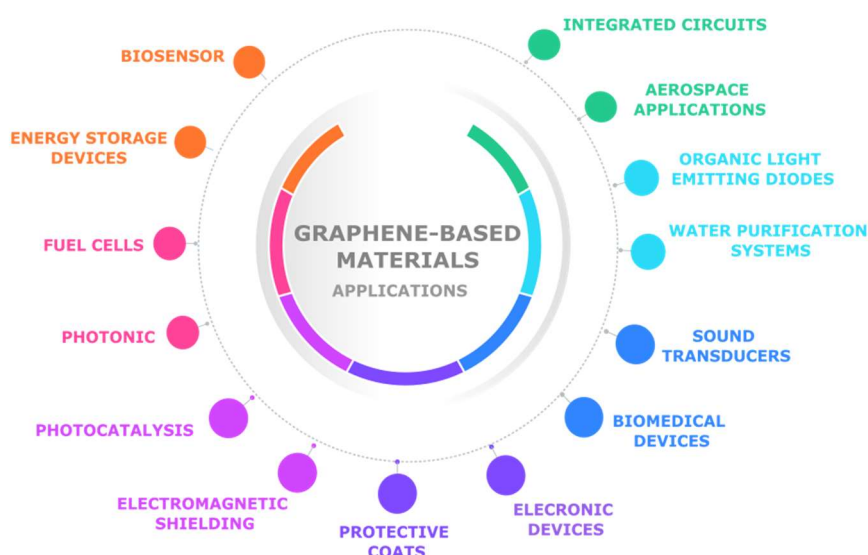 INTEGRATED CIRCUITS
BIOSENSOR
AEROSPACE
APPLICATIONS
ENERGY STORAGE
DEVICES
ORGANIC LIGHT
EMITTING DIODES
FUEL CELLS
GRAPHENE-BASED
MATERIALS
APPLICATIONS
WATER PURIFICATION
SYSTEMS
PHOTONIC
SOUND
TRANSDUCERS
PHOTOCATALYSIS
BIOMEDICAL
DEVICES
ELECTROMAGNETIC
SHIELDING
PROTECTIVE
COATS
ELECRONIC
DEVICES